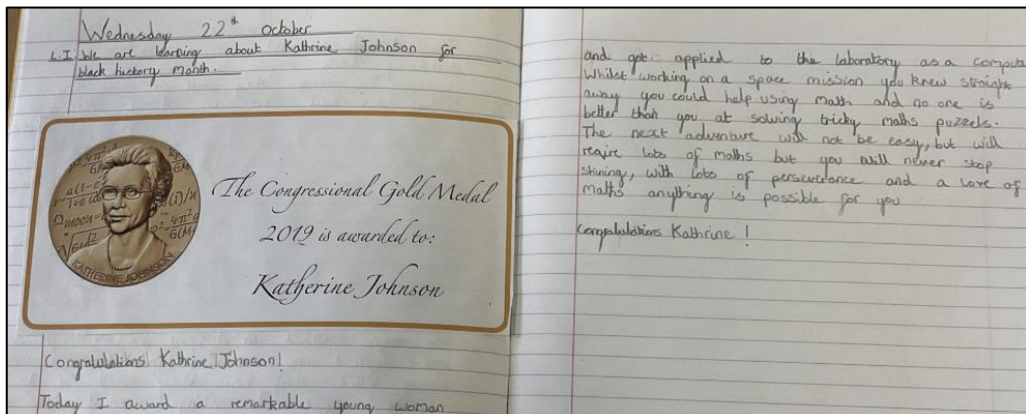 Wednesday 22th October
L.I: We are learning about Kathrine Johnson for
black history month.
KATHERINE JOHNSON
The Congressional Gold Medal
2019 is awarded to:
Katherine Johnson
Congratulations Kathrine Johnson!
Today I award a remarkable young woman
and got applied to the laboratory as a compute
Whilst working on a space mission you knew straight
away you could help using math and no one is
better than you at solving tricky maths puzzels.
The next adventure will not be easy, but will
reqire lots of maths but you will never stop
shining, with lots of perseverance and a love of
maths anything is possible for you
Congratulations Kathrine!